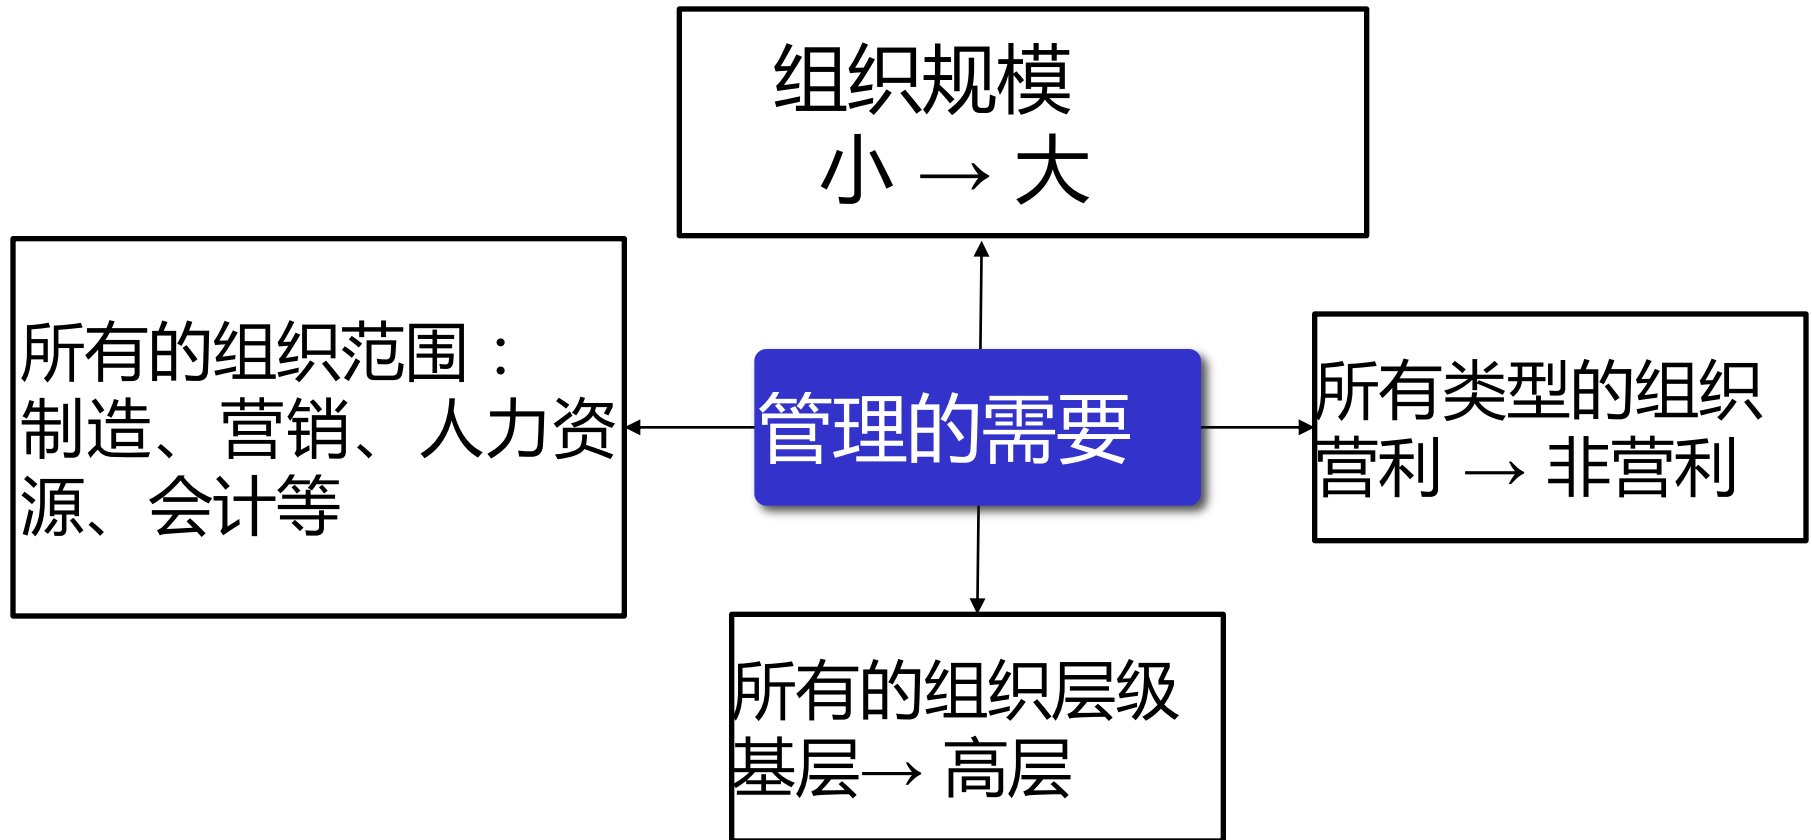 组织规模
小 → 大
所有的组织范围：
制造、营销、人力资
源、会计等
管理的需要
所有类型的组织
营利 → 非营利
所有的组织层级
基层→ 高层